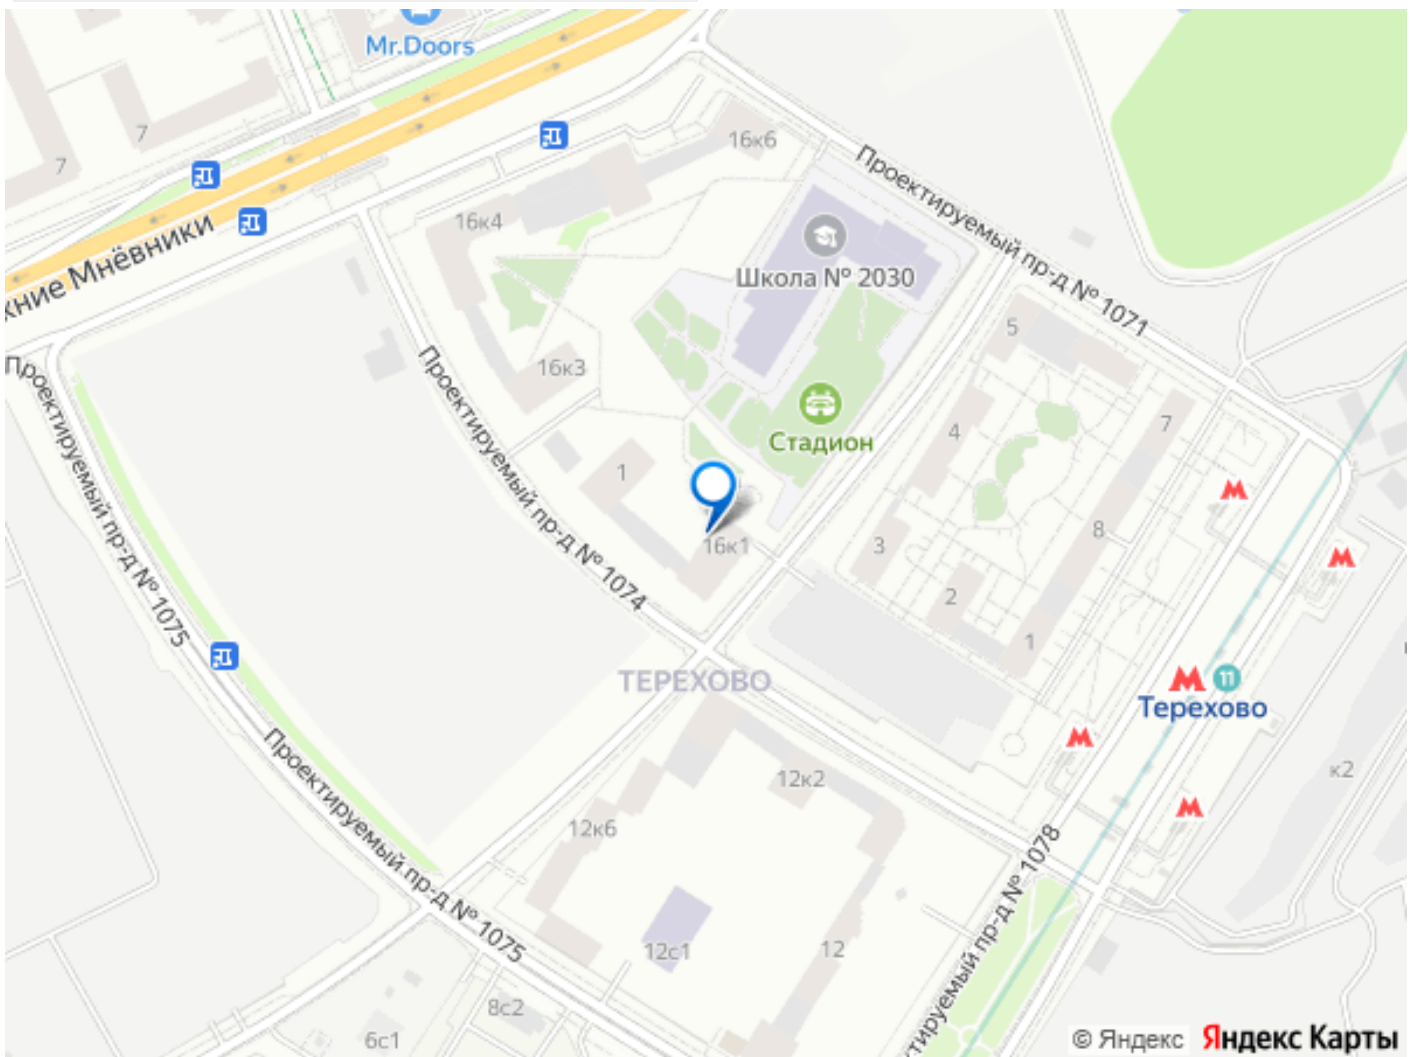 Mr.Doors
7
7
16к6
Проектируемый пр-д № 1071
16к4
хние Мнёвники
Школа № 2030
5
Проектируемый пр-д № 1074
16к3
Проектируемый пр-д № 1075
Стадион
4
7
1
8
16к1
3
2
1
ТЕРЕХОВО
11
Терехово
12к2
к2
12к6
Проектируемый пр-д № 1075
тируемый пр-д № 1078
12с1
12
8с2
6с1
© Яндекс
Яндекс Карты